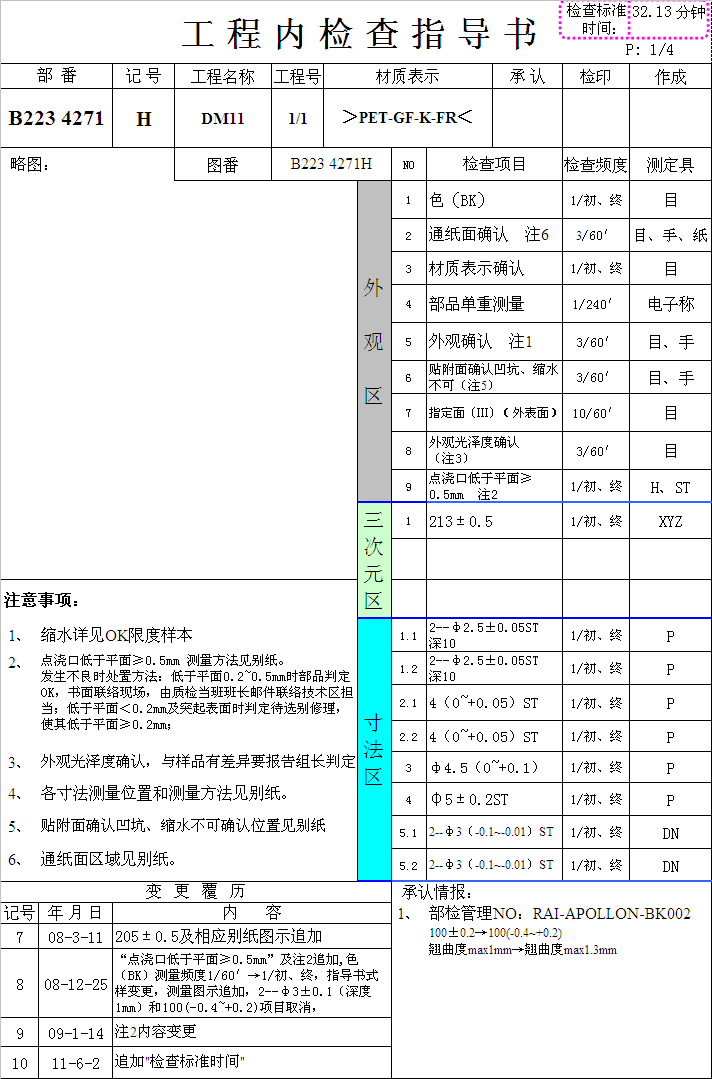 工程内检查指导书
检查标准时间：
32.13 分钟
P: 1/4
部 番 记 号 工程名称 工程号 材质表示 承 认 检印 作成
B223 4271 H DM11 1/1 ＞PET-GF-K-FR＜
略图： 图番 B223 4271H NO 检查项目 检查频度 测定具
外观区
1 色（BK） 1/初、终 目
2 通纸面确认 注6 3/60′ 目、手、纸
3 材质表示确认 1/初、终 目
4 部品单重测量 1/240′ 电子称
5 外观确认 注1 3/60′ 目、手
6 贴附面确认凹坑、缩水
不可（注5） 3/60′ 目、手
7 指定面（III）（外表面） 10/60′ 目
8 外观光泽度确认
（注3） 3/60′ 目
9 点浇口低于平面≥
0.5mm 注2 1/初、终 H、ST
三次元区
1 213±0.5 1/初、终 XYZ
寸法区
1.1 2--φ2.5±0.05ST
深10 1/初、终 P
1.2 2--φ2.5±0.05ST
深10 1/初、终 P
2.1 4（0~+0.05）ST 1/初、终 P
2.2 4（0~+0.05）ST 1/初、终 P
3 φ4.5（0~+0.1） 1/初、终 P
4 φ5±0.2ST 1/初、终 P
5.1 2--φ3（-0.1~-0.01）ST 1/初、终 DN
5.2 2--φ3（-0.1~-0.01）ST 1/初、终 DN
注意事项：
1、 缩水详见OK限度样本
2、 点浇口低于平面≥0.5mm 测量方法见别纸。
发生不良时处置方法：低于平面0.2~0.5mm时部品判定
OK，书面联络现场，由质检当班班长邮件联络技术区担
当；低于平面＜0.2mm及突起表面时判定待选别修理，
使其低于平面≥0.2mm；
3、 外观光泽度确认，与样品有差异要报告组长判定
4、 各寸法测量位置和测量方法见别纸。
5、 贴附面确认凹坑、缩水不可确认位置见别纸
6、 通纸面区域见别纸。
变 更 履 历
记号 年 月 日 内 容
7 08-3-11 205±0.5及相应别纸图示追加
8 08-12-25 “点浇口低于平面≥0.5mm”及注2追加,色
（BK）测量频度1/60′→1/初、终，指导书式
样变更，测量图示追加，2--φ3±0.1（深度
1mm）和100(-0.4~+0.2)项目取消，
9 09-1-14 注2内容变更
10 11-6-2 追加"检查标准时间"
承认情报：
1、 部检管理NO：RAI-APOLLON-BK002
100±0.2→100(-0.4~+0.2)
翘曲度max1mm→翘曲度max1.3mm